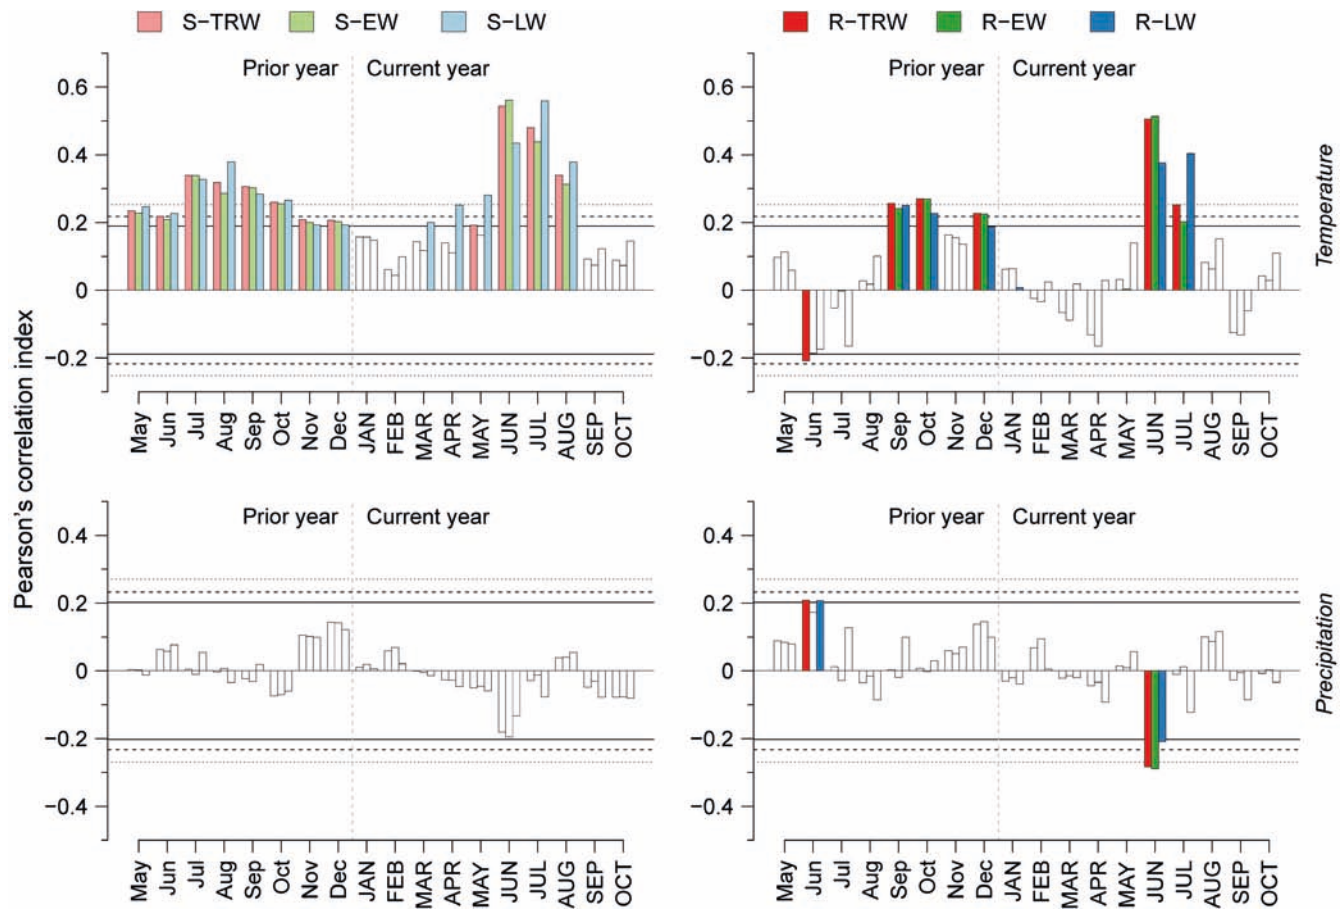 S−TRW S−EW S−LW
R−TRW R−EW R−LW
Pearson's correlation index
Prior year Current year
0.6
0.4
0.2
0
−0.2
May Jun Jul Aug Sep Oct Nov Dec JAN FEB MAR APR MAY JUN JUL AUG SEP OCT
Prior year Current year
0.6
0.4
0.2
0
−0.2
May Jun Jul Aug Sep Oct Nov Dec JAN FEB MAR APR MAY JUN JUL AUG SEP OCT
Temperature
Prior year Current year
0.4
0.2
0
−0.2
−0.4
May Jun Jul Aug Sep Oct Nov Dec JAN FEB MAR APR MAY JUN JUL AUG SEP OCT
Prior year Current year
0.4
0.2
0
−0.2
−0.4
May Jun Jul Aug Sep Oct Nov Dec JAN FEB MAR APR MAY JUN JUL AUG SEP OCT
Precipitation